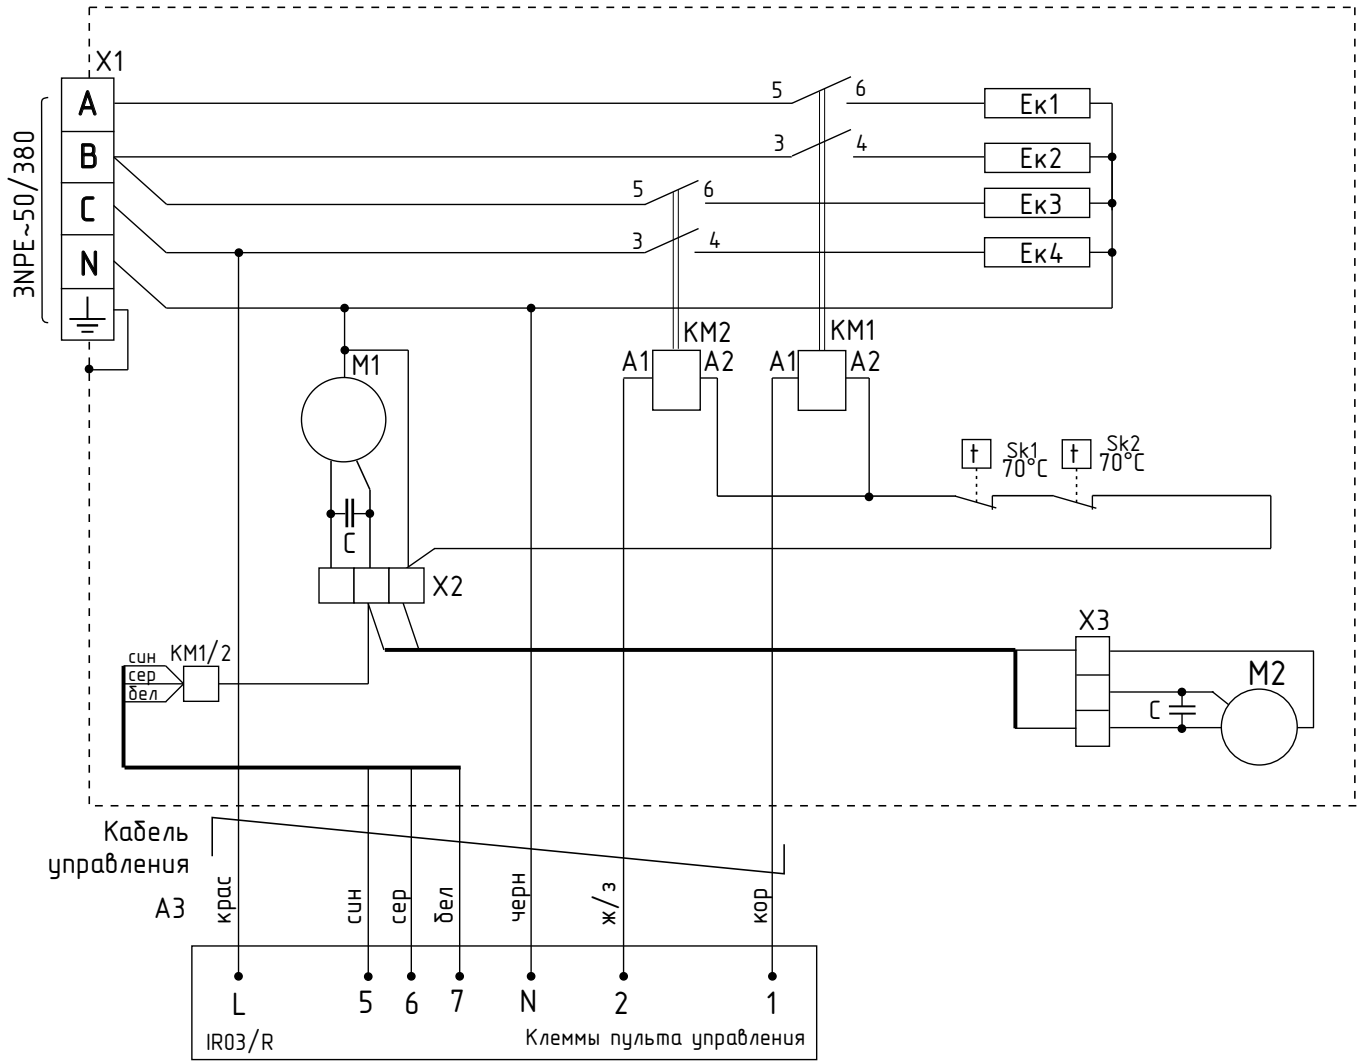 X1
A
B
C
N
3NPE~50/380
5
6
Ек1
3
4
Ек2
5
6
Ек3
3
4
Ек4
KM2
KM1
A1
A2
A1
A2
M1
C
X2
t
Sk1
70°C
t
Sk2
70°C
X3
M2
C
KM1/2
син
сер
бел
Кабель
управления
А3
крас
син
сер
бел
черн
ж/з
кор
L
5
6
7
N
2
1
IR03/R
Клеммы пульта управления